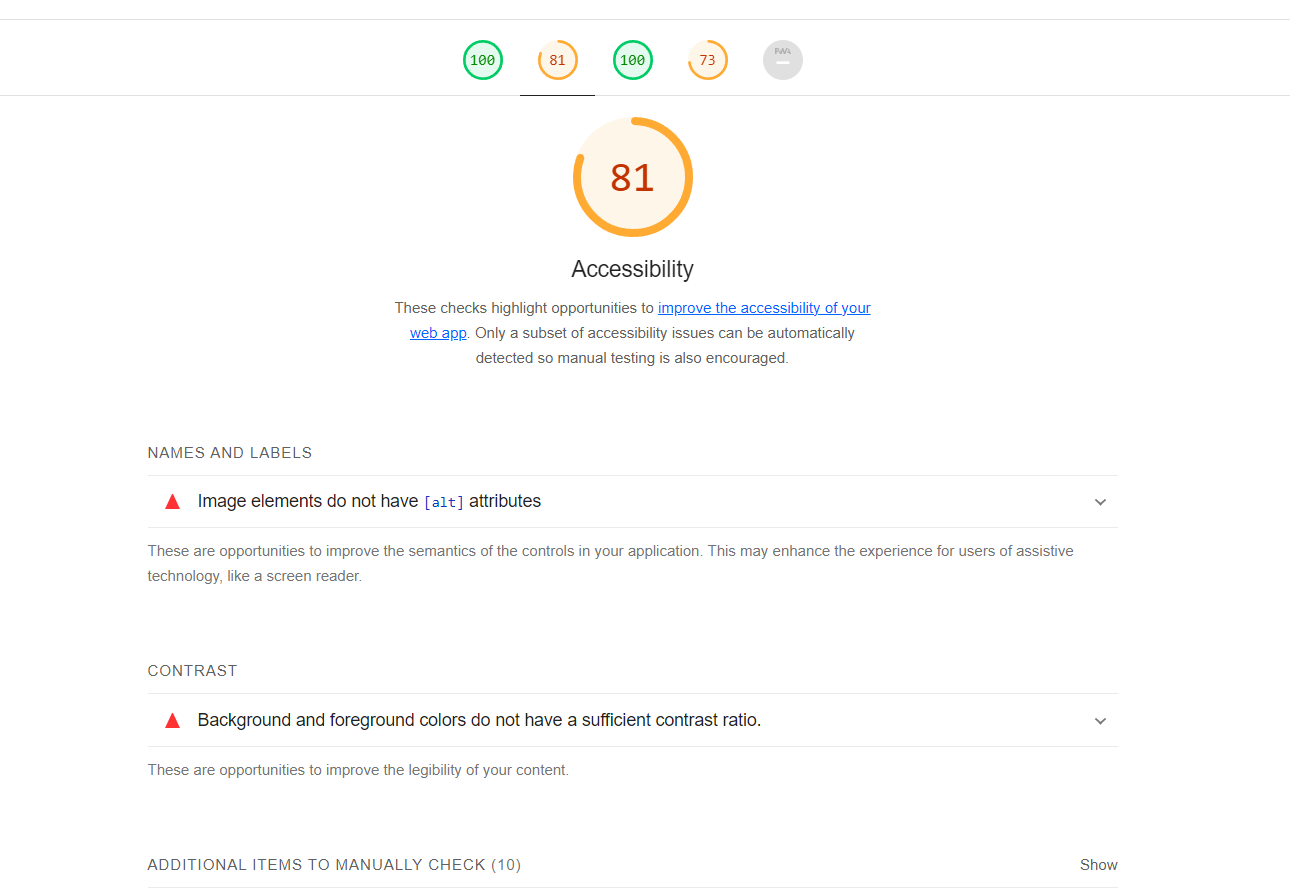 100
81
100
73
PWA
81
Accessibility
These checks highlight opportunities to improve the accessibility of your
web app. Only a subset of accessibility issues can be automatically
detected so manual testing is also encouraged.
NAMES AND LABELS
Image elements do not have [alt] attributes
These are opportunities to improve the semantics of the controls in your application. This may enhance the experience for users of assistive
technology, like a screen reader.
CONTRAST
Background and foreground colors do not have a sufficient contrast ratio.
These are opportunities to improve the legibility of your content.
ADDITIONAL ITEMS TO MANUALLY CHECK (10)
Show